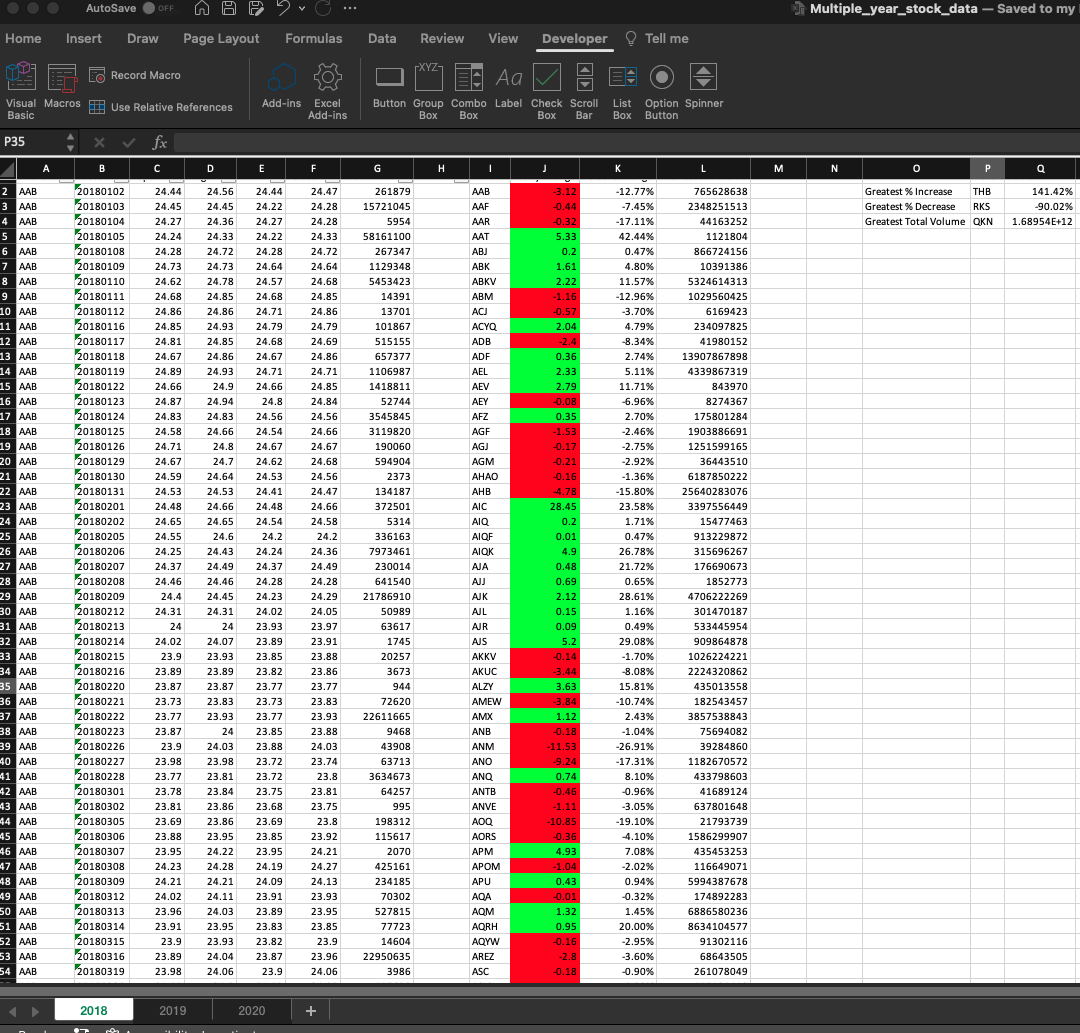 AutoSave OFF Multiple_year_stock_data — Saved to my
Home Insert Draw Page Layout Formulas Data Review View Developer Tell me
Visual Basic Macros Record Macro Use Relative References Add-ins Excel Add-ins Button Group Box Combo Box Label Check Box Scroll Bar List Box Option Button Spinner
P35 fx
A B C D E F G H I J K L M N O P Q
2 AAB 20180102 24.44 24.56 24.44 24.47 261879 AAB -3.12 -12.77% 765628638 Greatest % Increase THB 141.42%
3 AAB 20180103 24.45 24.45 22.22 24.28 15721045 AAF -0.44 -7.45% 2348251513 Greatest % Decrease RKS -90.02%
4 AAB 20180104 24.27 24.36 24.27 24.28 5954 AAR -0.32 -17.11% 44163252 Greatest Total Volume QKN 1.68954E+12
5 AAB 20180105 24.24 24.33 24.22 24.33 58161100 AAT 5.33 42.44% 1121804
6 AAB 20180108 24.28 24.72 24.28 24.72 267347 ABJ 0.2 0.47% 866724156
7 AAB 20180109 24.73 24.73 24.64 24.64 1129348 ABK 1.61 4.80% 10391386
8 AAB 20180110 24.62 24.78 24.57 24.68 5453423 ABKV 2.22 11.57% 5324614313
9 AAB 20180111 24.68 24.85 24.68 24.85 14391 ABM -1.16 -12.96% 1029560425
10 AAB 20180112 24.86 24.86 24.71 24.86 13701 ACJ -0.57 -3.70% 6169423
11 AAB 20180116 24.85 24.93 24.79 24.79 101867 ACYQ 2.04 4.79% 234097825
12 AAB 20180117 24.81 24.85 24.68 24.69 515155 ADB -2.4 -8.34% 41980152
13 AAB 20180118 24.67 24.86 24.67 24.86 657377 ADF 0.36 2.74% 13907867898
14 AAB 20180119 24.89 24.93 24.71 24.71 1106987 AEL 2.33 5.11% 4339867319
15 AAB 20180122 24.66 24.9 24.66 24.85 1418811 AEV 2.79 11.71% 843970
16 AAB 20180123 24.87 24.94 24.8 24.84 52744 AEY -0.08 -6.96% 8274367
17 AAB 20180124 24.83 24.83 24.56 24.56 3545845 AFZ 0.35 2.70% 175801284
18 AAB 20180125 24.58 24.66 24.54 24.66 3119820 AGF -1.53 -2.46% 1903886691
19 AAB 20180126 24.71 24.8 24.67 24.67 190060 AGJ -0.17 -2.75% 1251599165
20 AAB 20180129 24.67 24.7 24.62 24.68 594904 AGM -0.21 -2.92% 36443510
21 AAB 20180130 24.59 24.64 24.53 24.56 2373 AHAO -0.16 -1.36% 6187850222
22 AAB 20180131 24.53 24.53 24.41 24.47 134187 AHB -4.78 -15.80% 25640283076
23 AAB 20180201 24.48 24.66 24.48 24.66 372501 AIC 28.45 23.58% 3397556449
24 AAB 20180202 24.65 24.65 24.54 24.58 5314 AIQ 0.2 1.71% 15477463
25 AAB 20180205 24.55 24.6 24.2 24.2 336163 AIQF 0.01 0.47% 913229872
26 AAB 20180206 24.25 24.43 24.24 24.36 7973461 AIQK 4.9 26.78% 315696267
27 AAB 20180207 24.37 24.49 24.37 24.49 230014 AJA 0.48 21.72% 176690673
28 AAB 20180208 24.46 24.46 24.28 24.28 641540 AJJ 0.69 0.65% 1852773
29 AAB 20180209 24.4 24.45 24.23 24.29 21786910 AJK 2.12 28.61% 4706222269
30 AAB 20180212 24.31 24.31 24.02 24.05 50989 AJL 0.15 1.16% 301470187
31 AAB 20180213 24 24 23.93 23.97 63617 AJR 0.09 0.49% 533445954
32 AAB 20180214 24.02 24.07 23.89 23.91 1745 AJS 5.2 29.08% 909864878
33 AAB 20180215 23.9 23.93 23.85 23.88 20257 AKKV -0.14 -1.70% 1026224221
34 AAB 20180216 23.89 23.89 23.82 23.86 3673 AKUC -3.44 -8.08% 2224320862
35 AAB 20180220 23.87 23.87 23.77 23.77 944 ALZY 3.63 15.81% 435013558
36 AAB 20180221 23.73 23.83 23.73 23.83 72620 AMEW -3.84 -10.74% 182543457
37 AAB 20180222 23.77 23.93 23.77 23.93 22611665 AMX 1.12 2.43% 3857538843
38 AAB 20180223 23.87 24 23.85 23.88 9468 ANB -0.18 -1.04% 75694082
39 AAB 20180226 23.9 24.03 23.88 24.03 43908 ANM -11.53 -26.91% 39284860
40 AAB 20180227 23.98 23.98 23.72 23.74 63713 ANO -9.24 -17.31% 1182670572
41 AAB 20180228 23.77 23.81 23.72 23.8 3634673 ANQ 0.74 8.10% 433798603
42 AAB 20180301 23.78 23.84 23.75 23.81 64257 ANTB -0.46 -0.96% 41689124
43 AAB 20180302 23.81 23.86 23.68 23.75 995 ANVE -1.11 -3.05% 637801648
44 AAB 20180305 23.69 23.86 23.69 23.8 198312 AOQ -10.85 -19.10% 21793739
45 AAB 20180306 23.88 23.95 23.85 23.92 115617 AORS -0.36 -4.10% 1586299907
46 AAB 20180307 23.95 24.22 23.95 24.21 2070 APM 4.93 7.08% 435453253
47 AAB 20180308 24.23 24.28 24.19 24.27 425161 APOM -1.04 -2.02% 116649071
48 AAB 20180309 24.21 24.21 24.09 24.13 234185 APU 0.43 0.94% 5994387678
49 AAB 20180312 24.02 24.11 23.91 23.93 70302 AQA -0.01 -0.32% 174892283
50 AAB 20180313 23.96 24.03 23.89 23.95 527815 AQM 1.32 1.45% 6886580236
51 AAB 20180314 23.91 23.95 23.83 23.85 77723 AQRH 0.95 20.00% 8634104577
52 AAB 20180315 23.9 23.93 23.82 23.9 14604 AQYW -0.16 -2.95% 91302116
53 AAB 20180316 23.89 24.04 23.87 23.96 22950635 AREZ -2.8 -3.60% 68643505
54 AAB 20180319 23.98 24.06 23.9 24.06 3986 ASC -0.18 -0.90% 261078049
2018 2019 2020 +